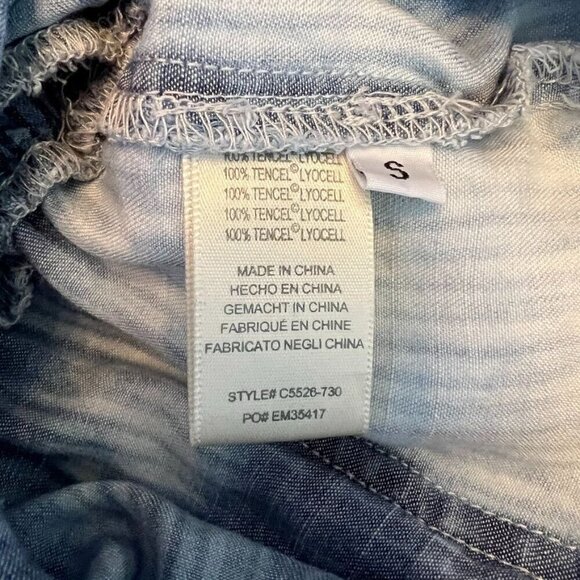 100% TENCEL© LYOCELL
100% TENCEL© LYOCELL
100% TENCEL© LYOCELL
100% TENCEL© LYOCELL
100% TENCEL© LYOCELL
S
MADE IN CHINA
HECHO EN CHINA
GEMACHT IN CHINA
FABRIQUÉ EN CHINE
FABRICATO NEGLI CHINA
STYLE# C5526-730
PO# EM35417